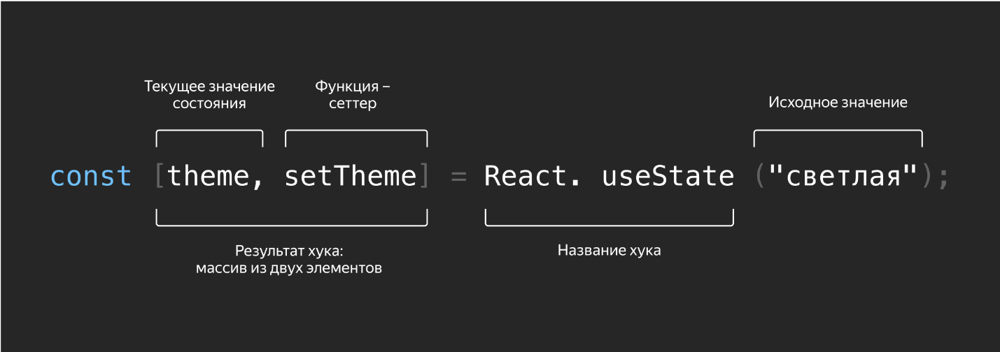 Текущее значение
состояния
Функция –
сеттер
Исходное значение
const [theme, setTheme] = React. useState ("светлая");
Результат хука:
массив из двух элементов
Название хука